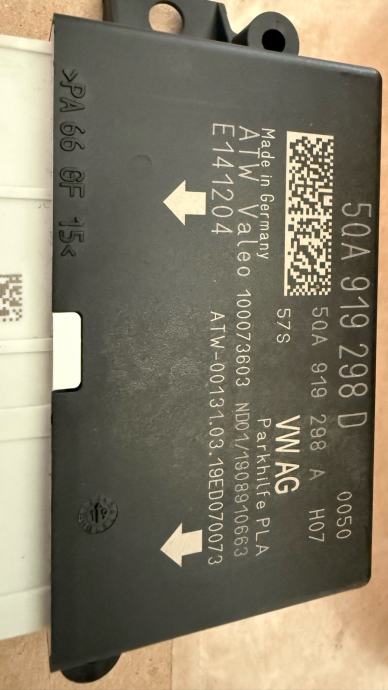 5QA 919 298 D
0050
5QA 919 298 A
H07
57S
VW AG
Parkhilfe PLA
Made in Germany
ATW Valeo 100073603 ND01/1908910663
E141204
ATW-00131.03.19ED070073
>PA 66 GF 15<